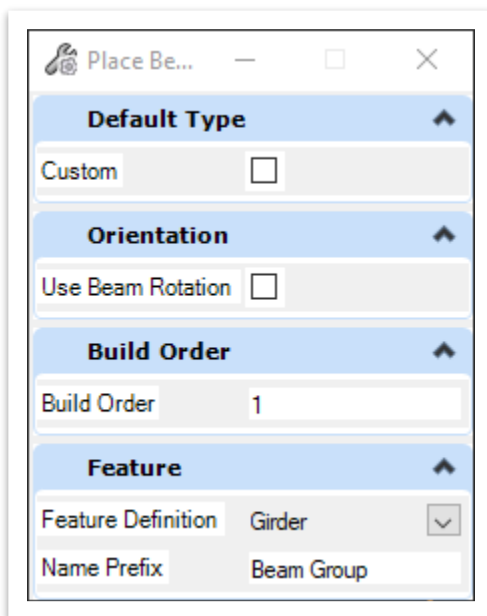 Place Be...
Default Type
Custom
Orientation
Use Beam Rotation
Build Order
Build Order 1
Feature
Feature Definition Girder
Name Prefix Beam Group